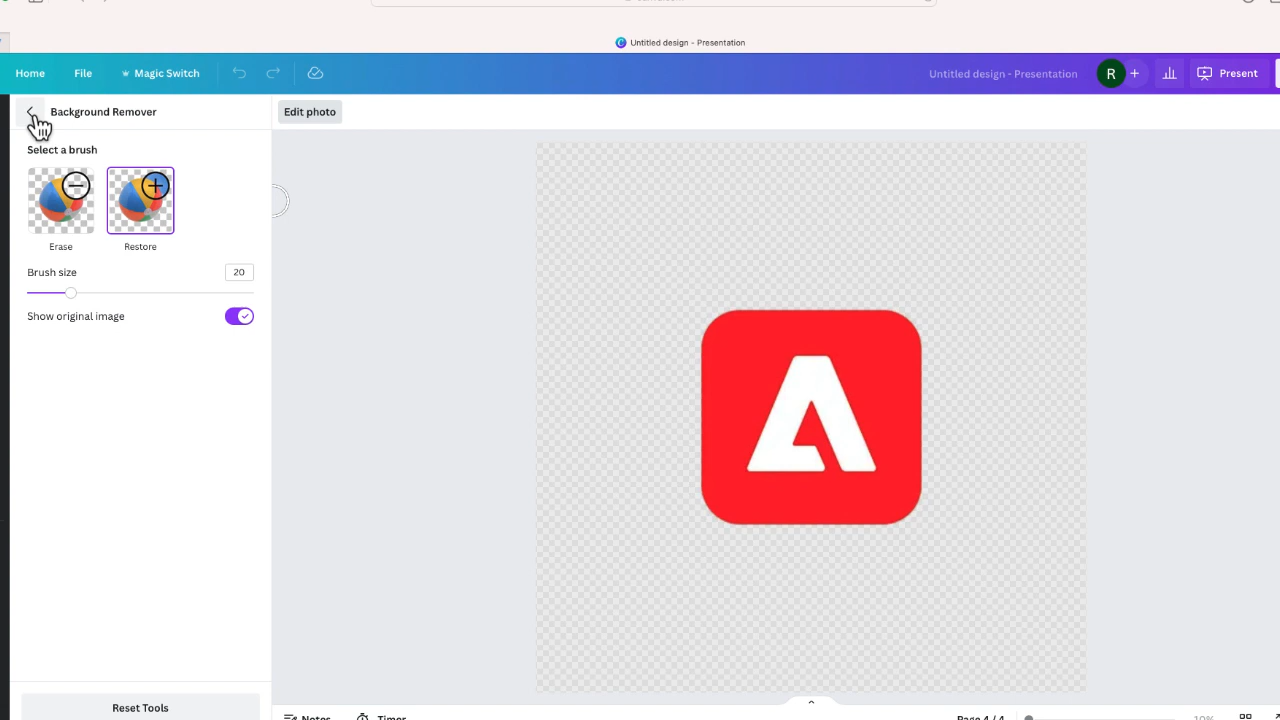 Untitled design - Presentation
Home File Magic Switch Untitled design - Presentation R + Present
Background Remover Edit photo
Select a brush
Erase Restore
Brush size 20
Show original image
Reset Tools
Notes Timer Page 4 / 4 10%